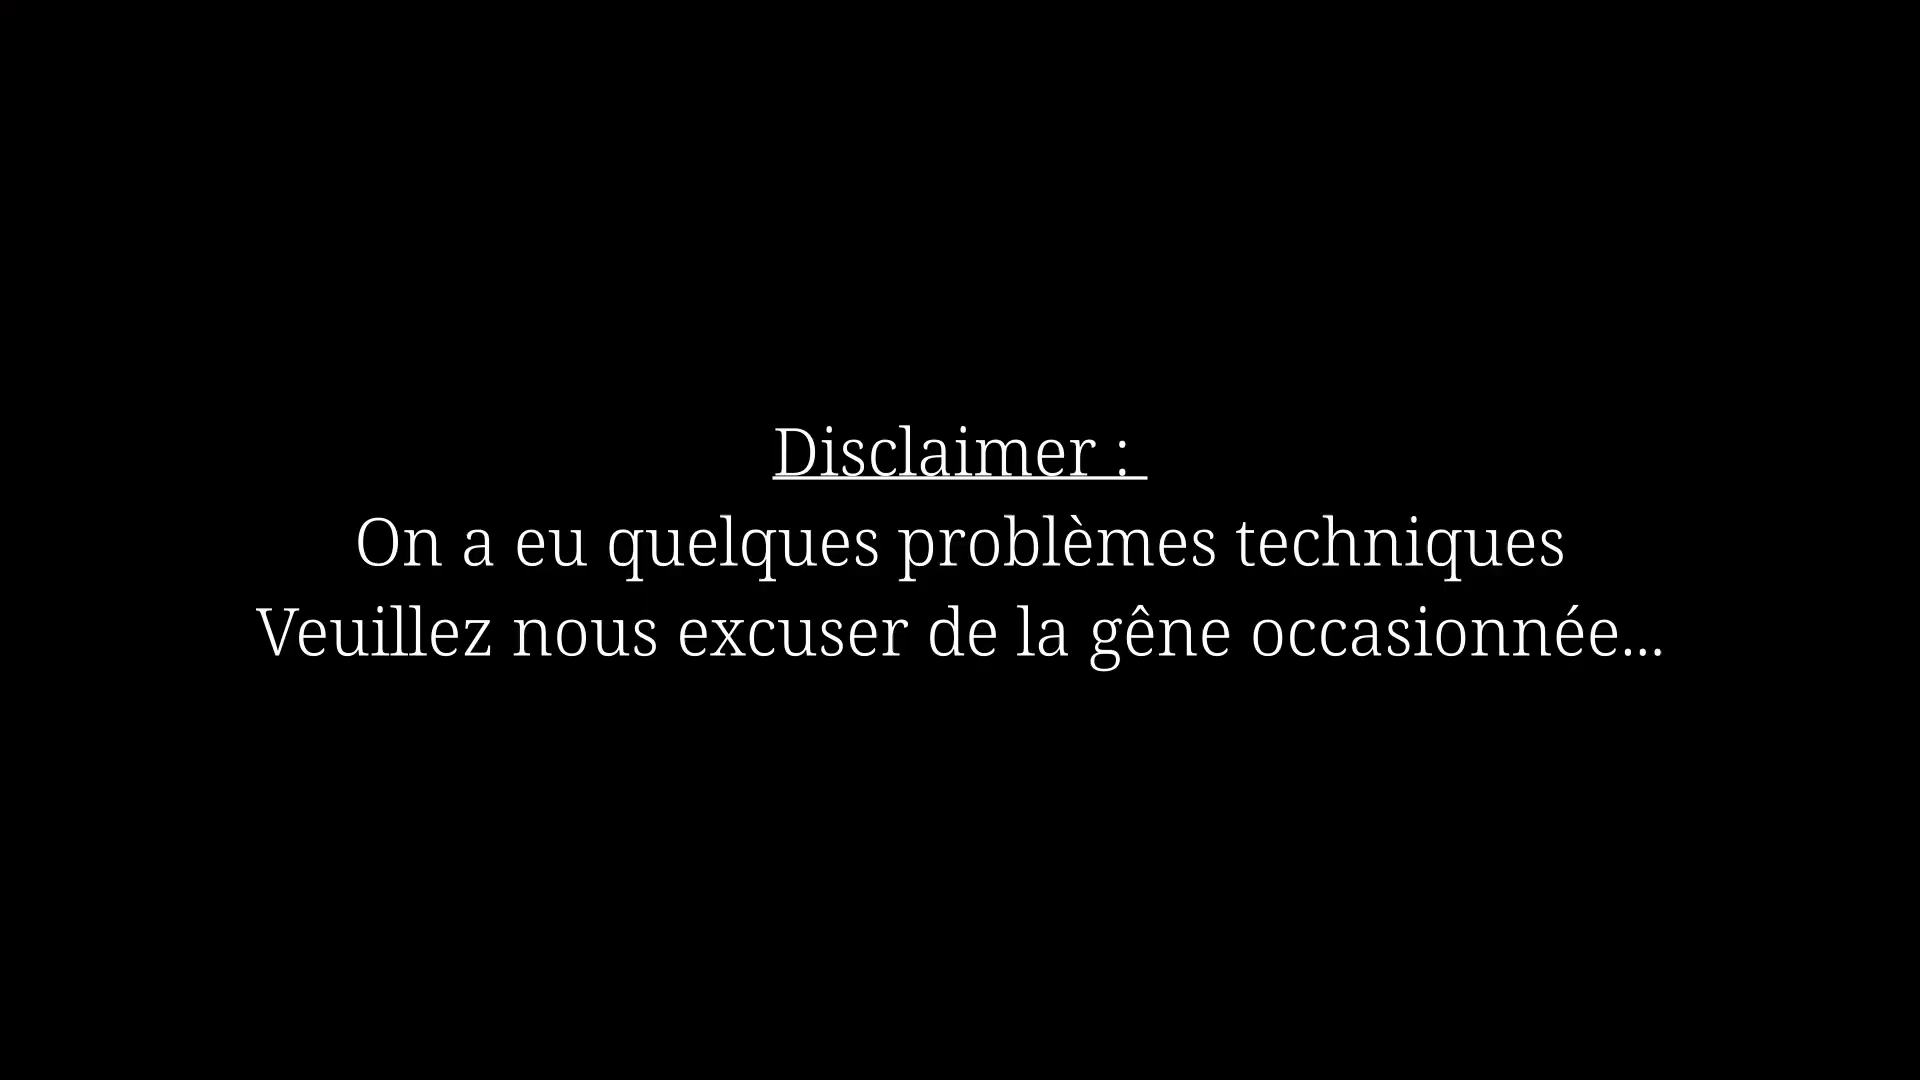 Disclaimer :
On a eu quelques problèmes techniques
Veuillez nous excuser de la gêne occasionnée...